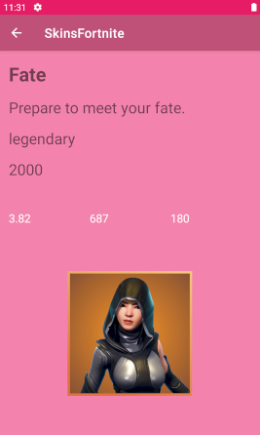 11:31
SkinsFortnite
Fate
Prepare to meet your fate.
legendary
2000
3.82 687 180